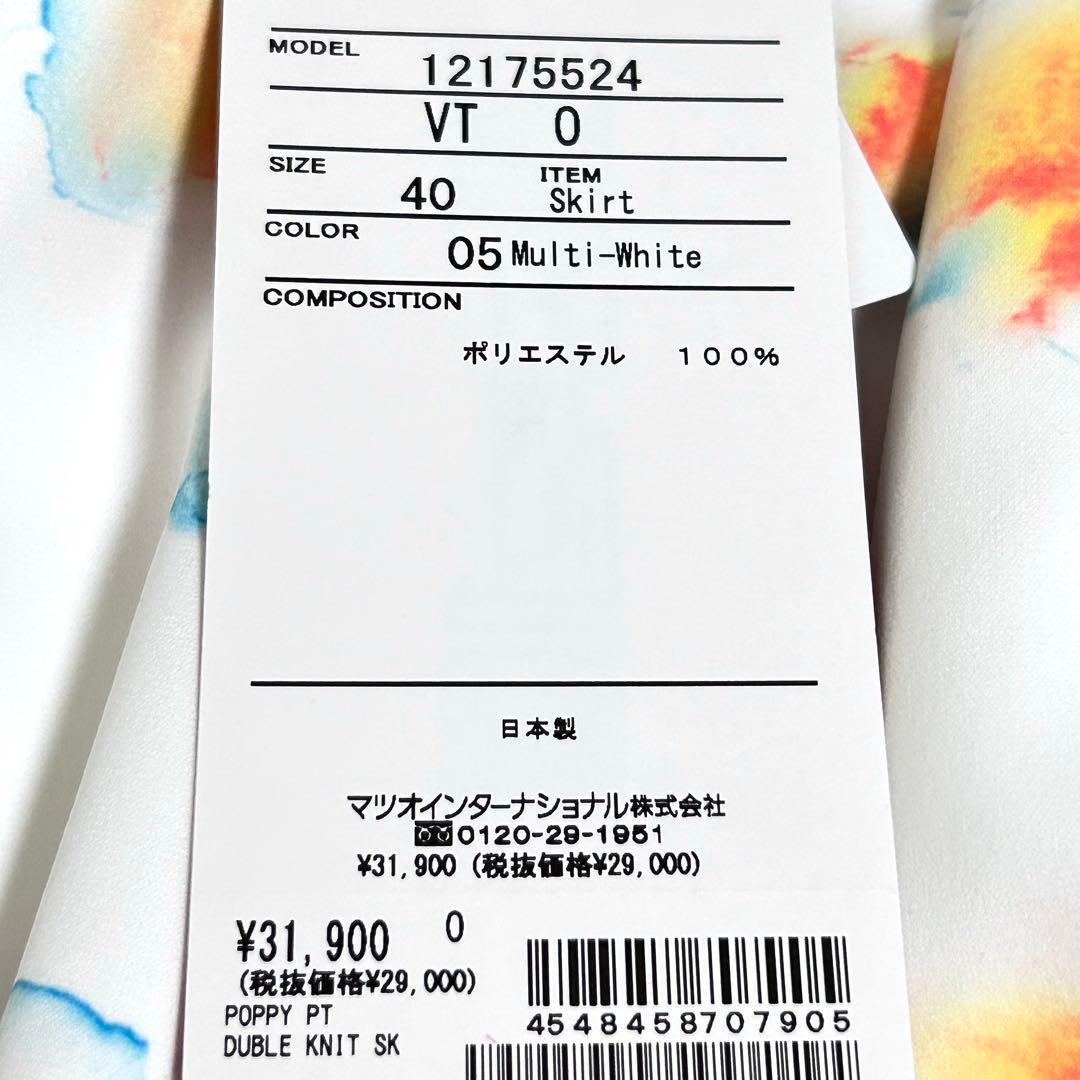 MODEL
12175524
VT 0
SIZE
ITEM
40 Skirt
COLOR
05 Multi-White
COMPOSITION
ポリエステル 100%
日本製
マツオインターナショナル株式会社
0120-29-1951
¥31,900 (税抜価格¥29,000)
¥31,900 0
(税抜価格¥29,000)
POPPY PT
DUBLE KNIT SK
4548458707905